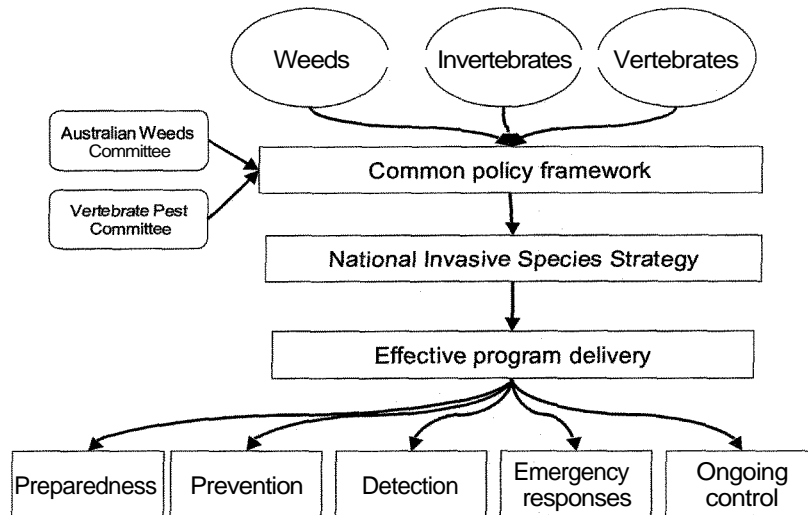 Weeds
Invertebrates
Vertebrates
Australian Weeds
Committee
Common policy framework
Vertebrate Pest
Committee
National Invasive Species Strategy
Effective program delivery
Preparedness
Prevention
Detection
Emergency
responses
Ongoing
control